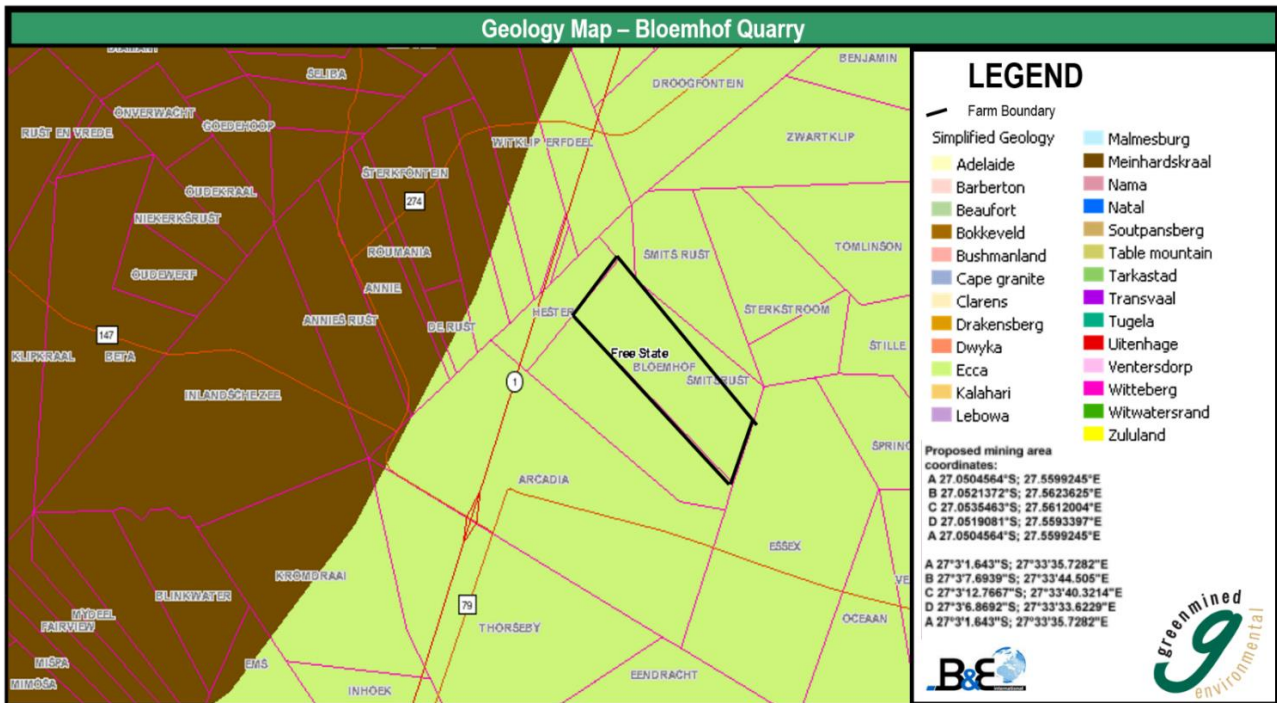 Geology Map – Bloemhof Quarry
BENJAMIN
SELIBA
DROOGFONTEIN
ONVERWACHT
RUST EN VREDE
GOEDEHOOP
WITKLIP ERFDEEL
ZWARTKLIP
STERKFONTEIN
OUDEKRAAL
274
NIEKERKSRUST
ROUMANIA
SMITS RUST
TOMLINSON
OUDEWERF
ANNIE
HESTER
STERKSTROOM
ANNIES RUST
DE RUST
147
KLIPKRAAL
BETA
Free State
BLOEMHOF
STILLE
SMITSRUST
1
INLANDSCHE ZEE
SPRING
ARCADIA
ESSEX
KROMDRAAI
VE
BLINKWATER
79
MYDEEL
FAIRVIEW
THORSEBY
OCEAAN
MISPA
EMS
EENDRACHT
MIMOSA
INHOEK
LEGEND
Farm Boundary
Simplified Geology
Adelaide
Barberton
Beaufort
Bokkeveld
Bushmanland
Cape granite
Clarens
Drakensberg
Dwyka
Ecca
Kalahari
Lebowa
Malmesburg
Meinhardskraal
Nama
Natal
Soutpansberg
Table mountain
Tarkastad
Transvaal
Tugela
Uitenhage
Ventersdorp
Witteberg
Witwatersrand
Zululand
Proposed mining area
coordinates:
A 27.0504564°S; 27.5599245°E
B 27.0521372°S; 27.5623625°E
C 27.0535463°S; 27.5612004°E
D 27.0519081°S; 27.5593397°E
A 27.0504564°S; 27.5599245°E
A 27°3'1.643"S; 27°33'35.7282"E
B 27°3'7.6939"S; 27°33'44.505"E
C 27°3'12.7667"S; 27°33'40.3214"E
D 27°3'6.8692"S; 27°33'33.6229"E
A 27°3'1.643"S; 27°33'35.7282"E
B&E
International
greenmined
environmental